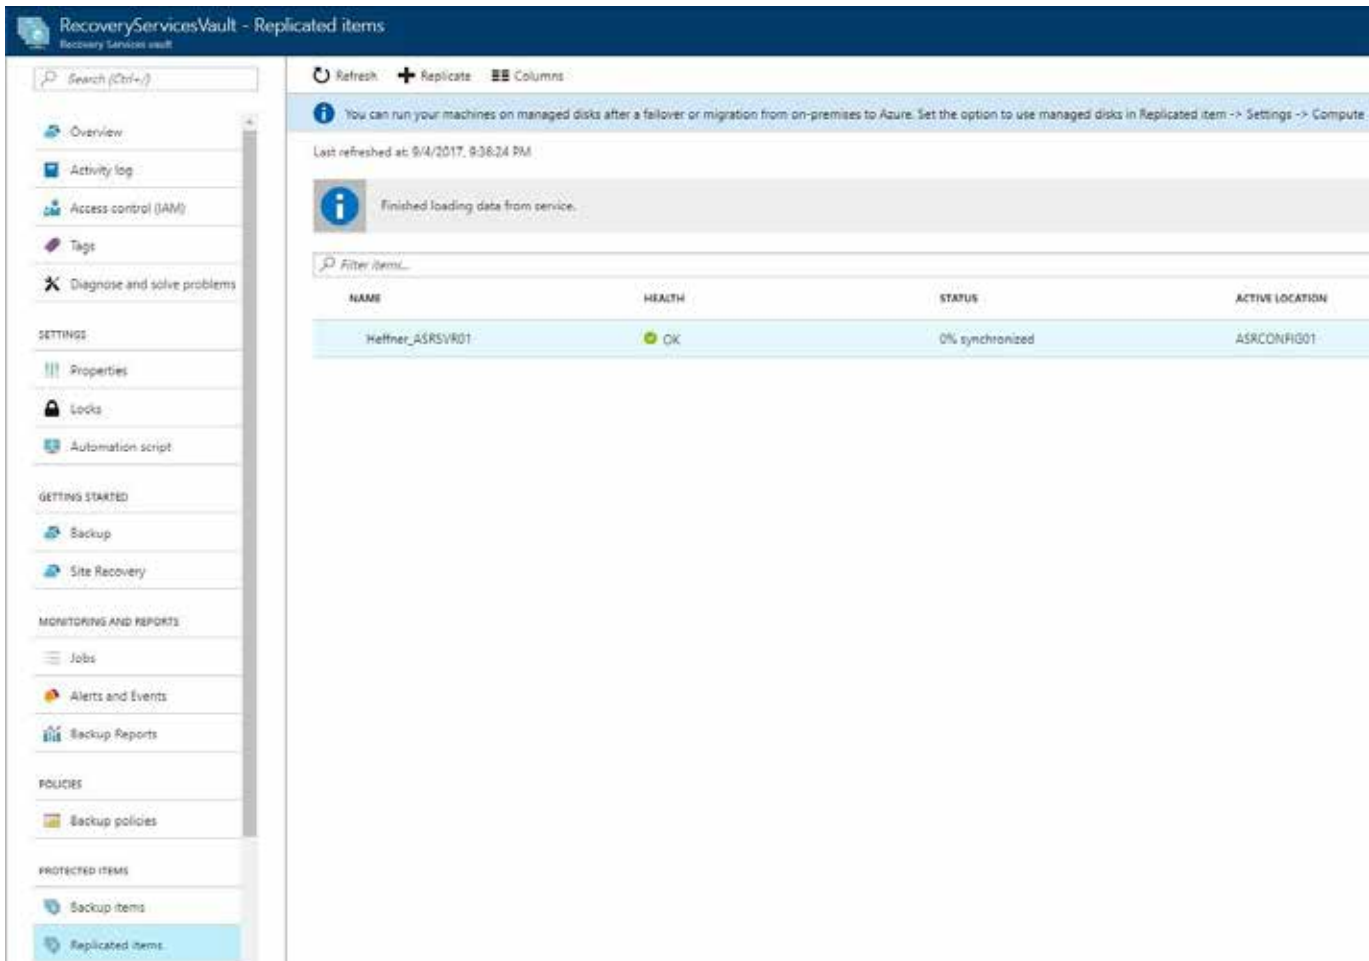 RecoveryServicesVault - Replicated items
Recovery Services vault
Search (Ctrl+/)
Overview
Activity log
Access control (IAM)
Tags
Diagnose and solve problems
SETTINGS
Properties
Locks
Automation script
GETTING STARTED
Backup
Site Recovery
MONITORING AND REPORTS
Jobs
Alerts and Events
Backup Reports
POLICIES
Backup policies
PROTECTED ITEMS
Backup items
Replicated items
Refresh Replicate Columns
You can run your machines on managed disks after a failover or migration from on-premises to Azure. Set the option to use managed disks in Replicated item -> Settings -> Compute
Last refreshed at: 9/4/2017, 9:38:24 PM
Finished loading data from service.
Filter items...
NAME HEALTH STATUS ACTIVE LOCATION
Heffner_ASRSVR01 OK 0% synchronized ASRCONFIG01